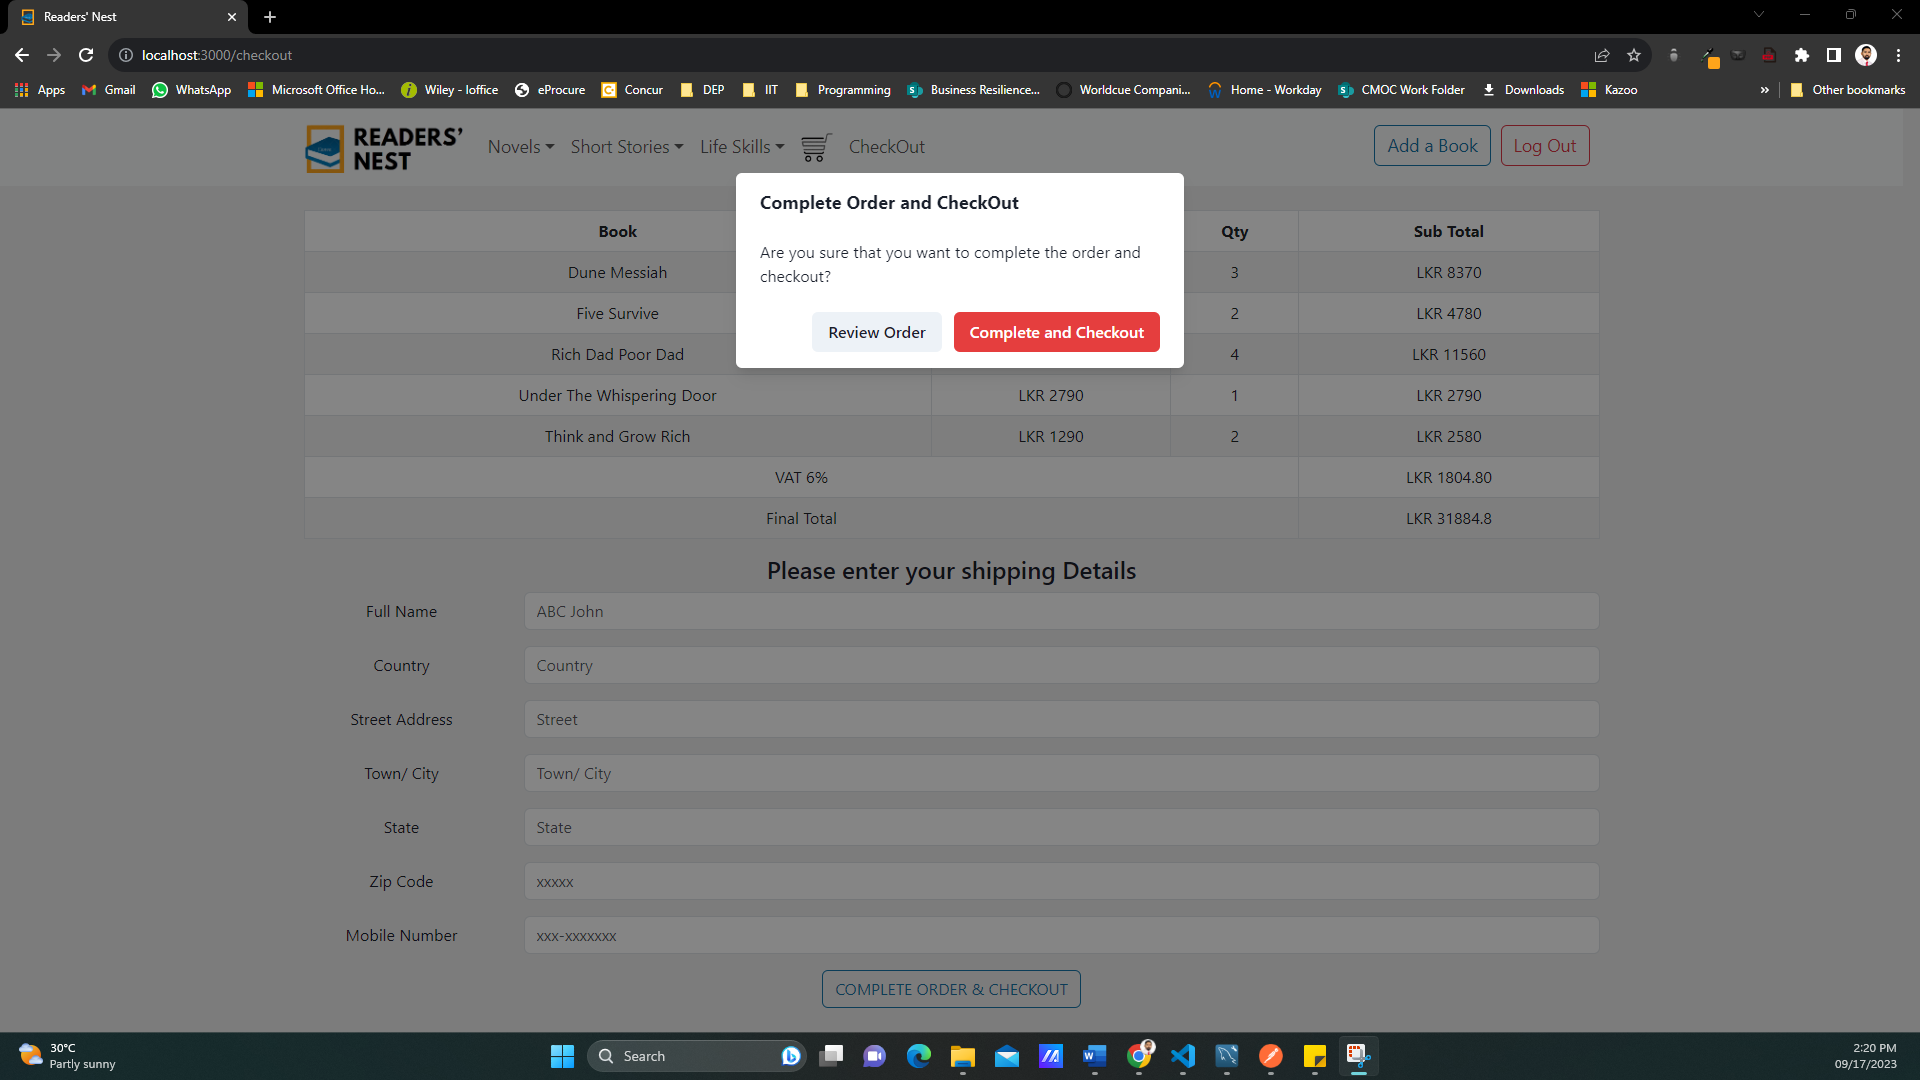 Readers' Nest
localhost:3000/checkout
Apps Gmail WhatsApp Microsoft Office Ho... Wiley - Ioffice eProcure Concur DEP IIT Programming Business Resilience... Worldcue Compani... Home - Workday CMOC Work Folder Downloads Kazoo » Other bookmarks
READERS'
NEST
Novels Short Stories Life Skills CheckOut Add a Book Log Out
Complete Order and CheckOut
Are you sure that you want to complete the order and
checkout?
Review Order Complete and Checkout
Book Qty Sub Total
Dune Messiah 3 LKR 8370
Five Survive 2 LKR 4780
Rich Dad Poor Dad 4 LKR 11560
Under The Whispering Door LKR 2790 1 LKR 2790
Think and Grow Rich LKR 1290 2 LKR 2580
VAT 6% LKR 1804.80
Final Total LKR 31884.8
Please enter your shipping Details
Full Name ABC John
Country Country
Street Address Street
Town/ City Town/ City
State State
Zip Code xxxxx
Mobile Number xxx-xxxxxxx
COMPLETE ORDER & CHECKOUT
30°C
Partly sunny
Search
2:20 PM
09/17/2023